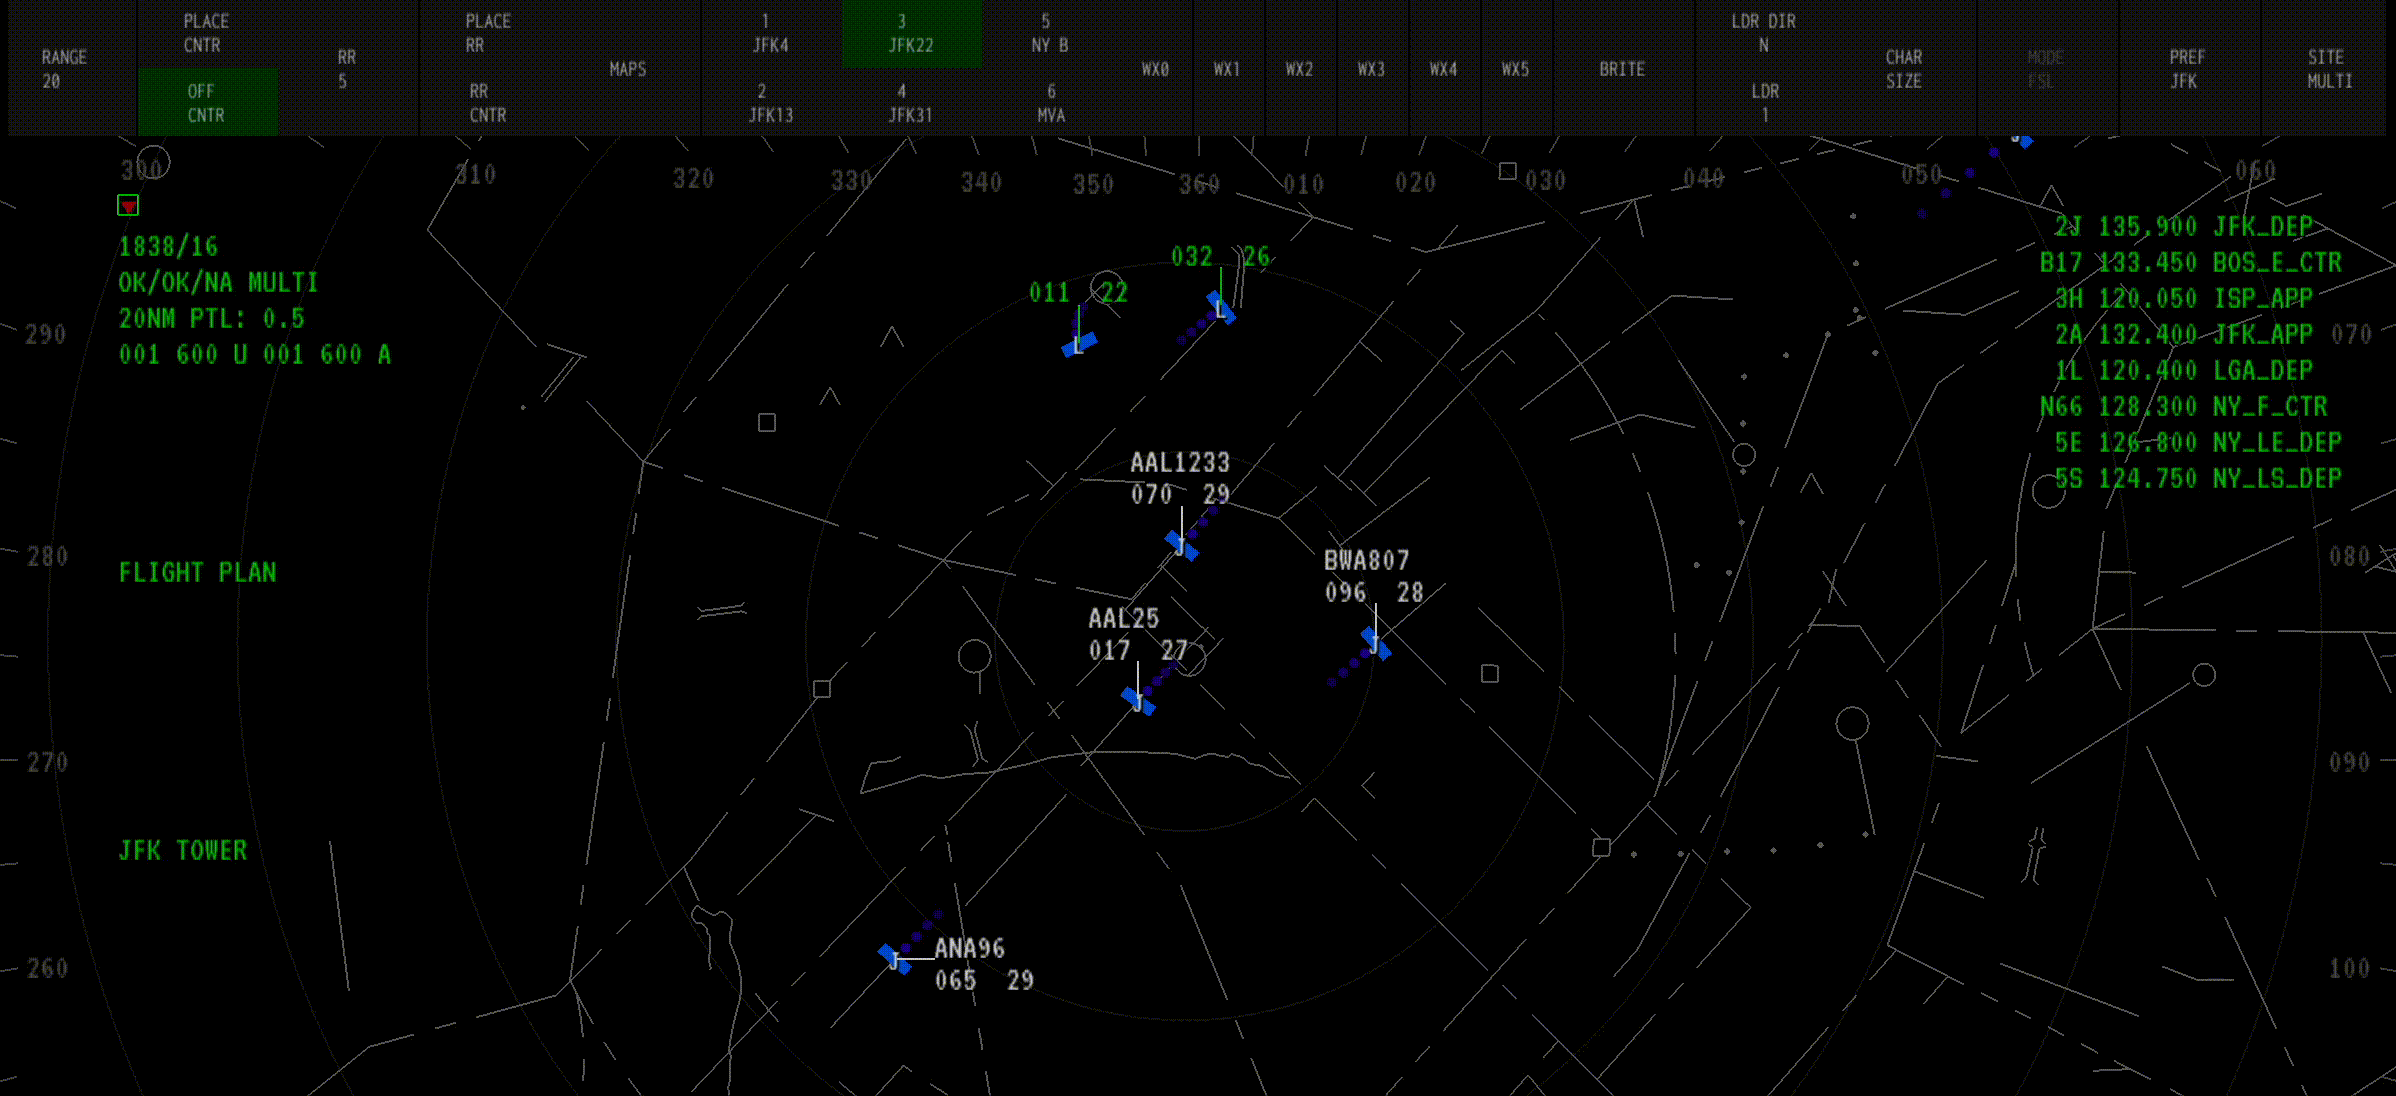 RANGE
20
PLACE
CNTR
OFF
CNTR
RR
5
PLACE
RR
RR
CNTR
MAPS
1
JFK4
2
JFK13
3
JFK22
4
JFK31
5
NY B
6
MVA
WX0
WX1
WX2
WX3
WX4
WX5
BRITE
LDR DIR
N
LDR
1
CHAR
SIZE
MODE
FSL
PREF
JFK
SITE
MULTI
300
310
320
330
340
350
360
010
020
030
040
050
060
070
080
090
100
290
280
270
260
1838/16
OK/OK/NA MULTI
20NM PTL: 0.5
001 600 U 001 600 A
FLIGHT PLAN
JFK TOWER
011 22
032 26
AAL1233
070 29
BWA807
096 28
AAL25
017 27
ANA96
065 29
L
L
J
J
J
J
2J 135.900 JFK_DEP
B17 133.450 BOS_E_CTR
3H 120.050 ISP_APP
2A 132.400 JFK_APP
1L 120.400 LGA_DEP
N66 128.300 NY_F_CTR
5E 126.800 NY_LE_DEP
5S 124.750 NY_LS_DEP